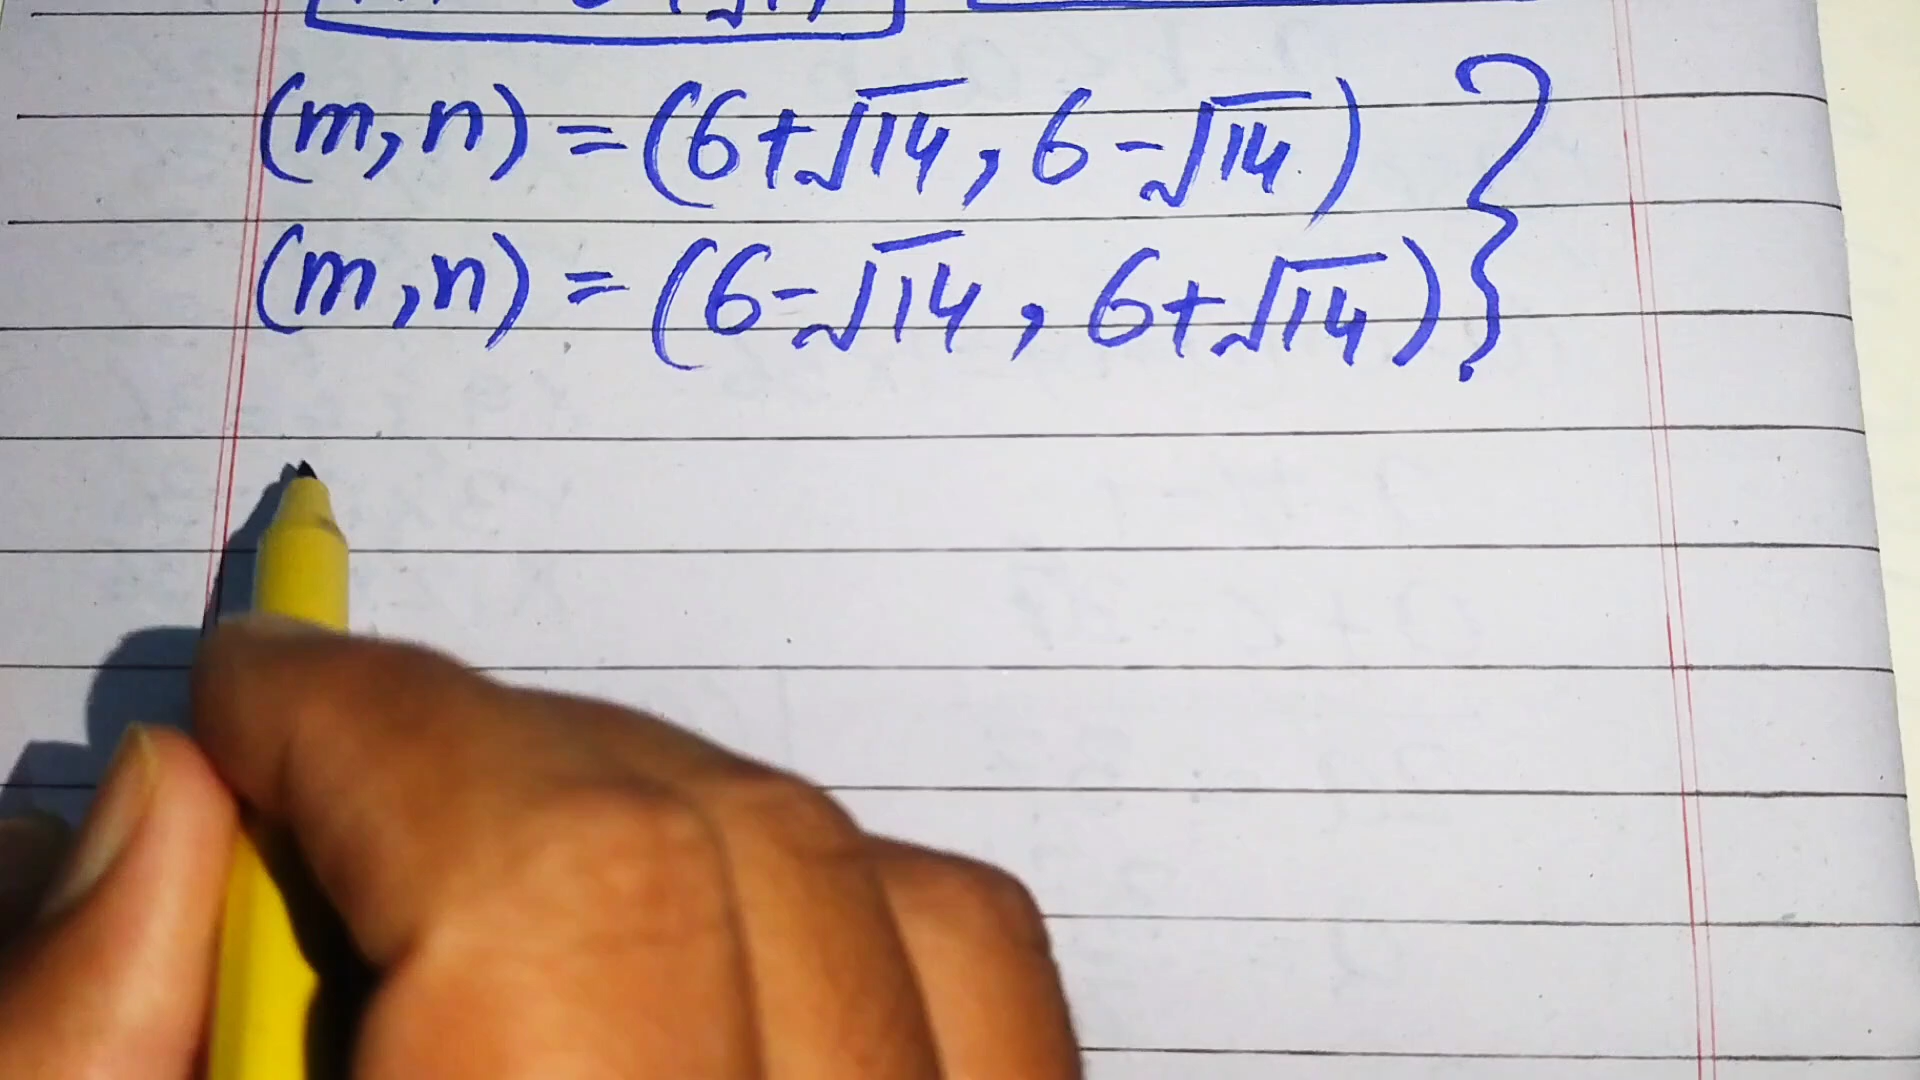 (m,n) = (6+√14, 6-√14)
(m,n) = (6-√14, 6+√14)